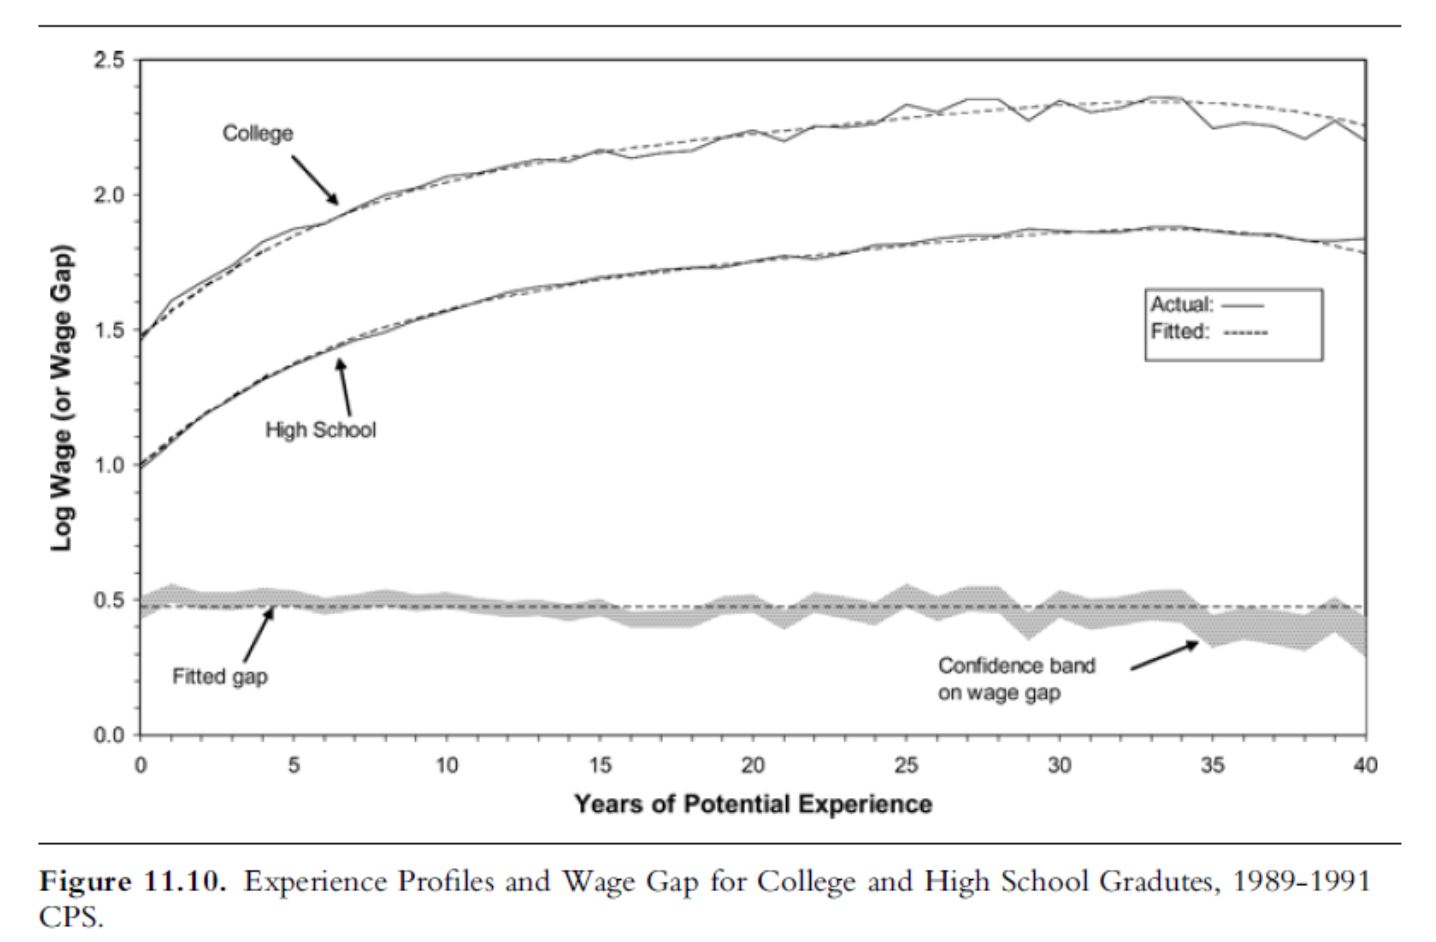 2.5
College
2.0
Log Wage (or Wage Gap)
Actual:
1.5
Fitted:
High School
1.0
0.5
Fitted gap
Confidence band
on wage gap
0.0
0 5 10 15 20 25 30 35 40
Years of Potential Experience
Figure 11.10. Experience Profiles and Wage Gap for College and High School Gradutes, 1989–1991
CPS.